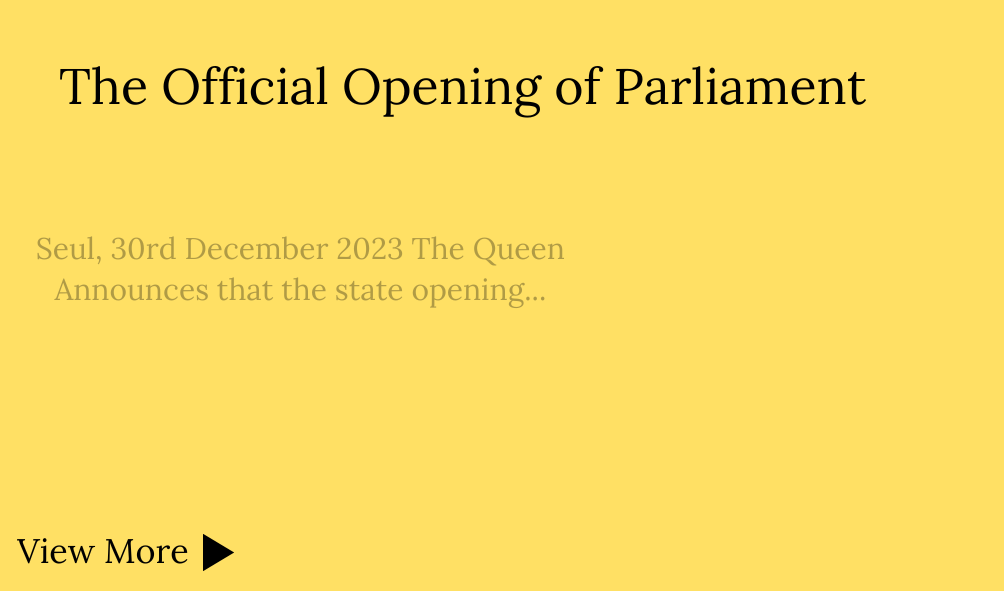 The Official Opening of Parliament
Seul, 30rd December 2023 The Queen
Announces that the state opening...
View More